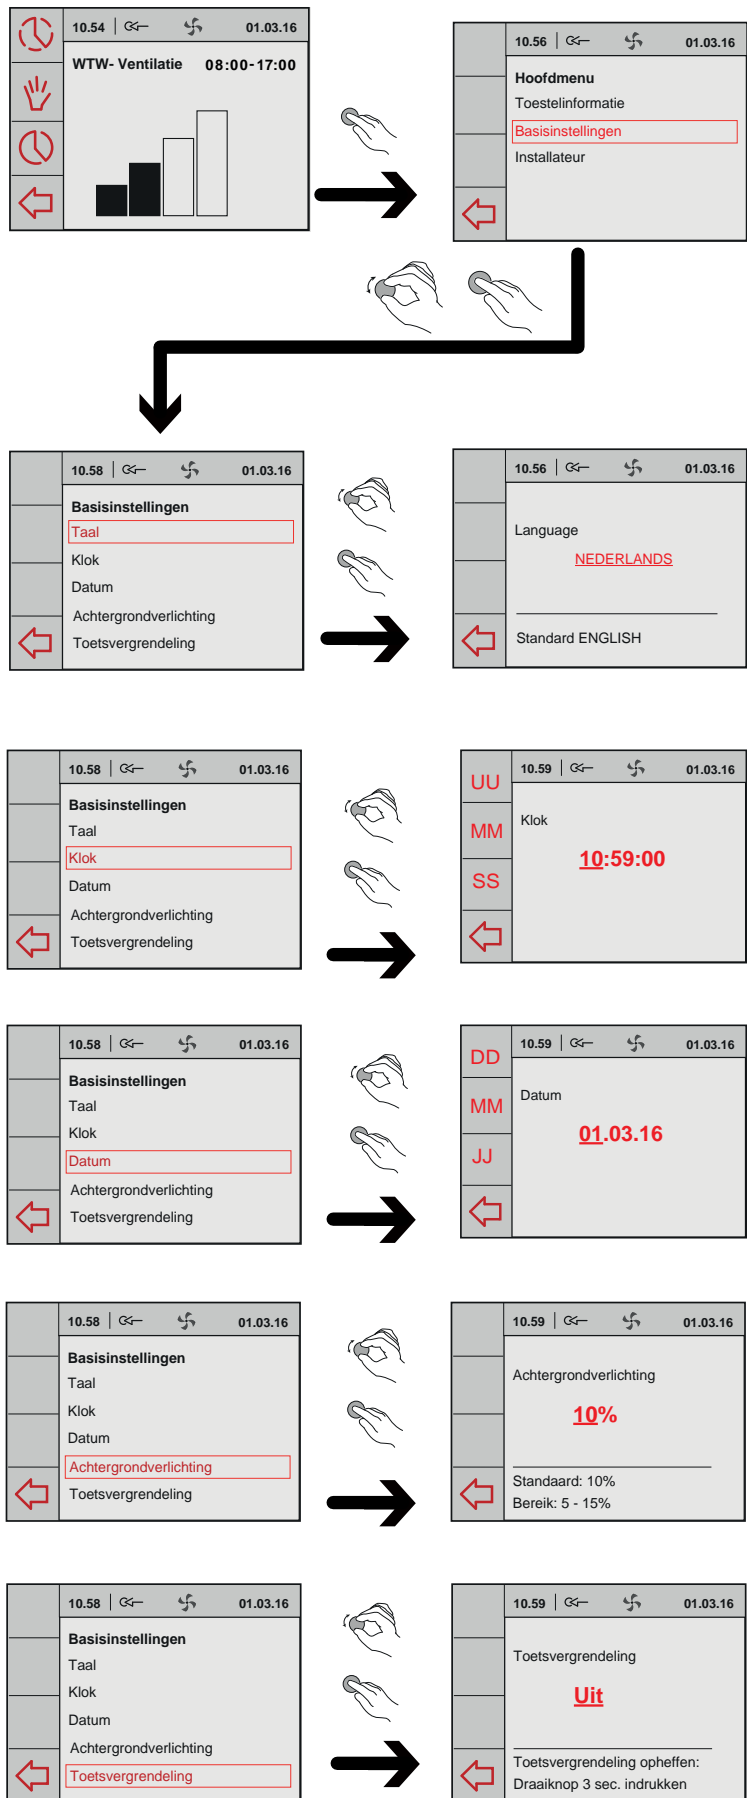 10.54 01.03.16
WTW- Ventilatie 08:00-17:00
10.56 01.03.16
Hoofdmenu
Toestelinformatie
Basisinstellingen
Installateur
10.58 01.03.16
Basisinstellingen
Taal
Klok
Datum
Achtergrondverlichting
Toetsvergrendeling
10.56 01.03.16
Language
NEDERLANDS
Standard ENGLISH
10.58 01.03.16
Basisinstellingen
Taal
Klok
Datum
Achtergrondverlichting
Toetsvergrendeling
10.59 01.03.16
UU
MM
SS
Klok
10:59:00
10.58 01.03.16
Basisinstellingen
Taal
Klok
Datum
Achtergrondverlichting
Toetsvergrendeling
10.59 01.03.16
DD
MM
JJ
Datum
01.03.16
10.58 01.03.16
Basisinstellingen
Taal
Klok
Datum
Achtergrondverlichting
Toetsvergrendeling
10.59 01.03.16
Achtergrondverlichting
10%
Standaard: 10%
Bereik: 5 - 15%
10.58 01.03.16
Basisinstellingen
Taal
Klok
Datum
Achtergrondverlichting
Toetsvergrendeling
10.59 01.03.16
Toetsvergrendeling
Uit
Toetsvergrendeling opheffen:
Draaiknop 3 sec. indrukken